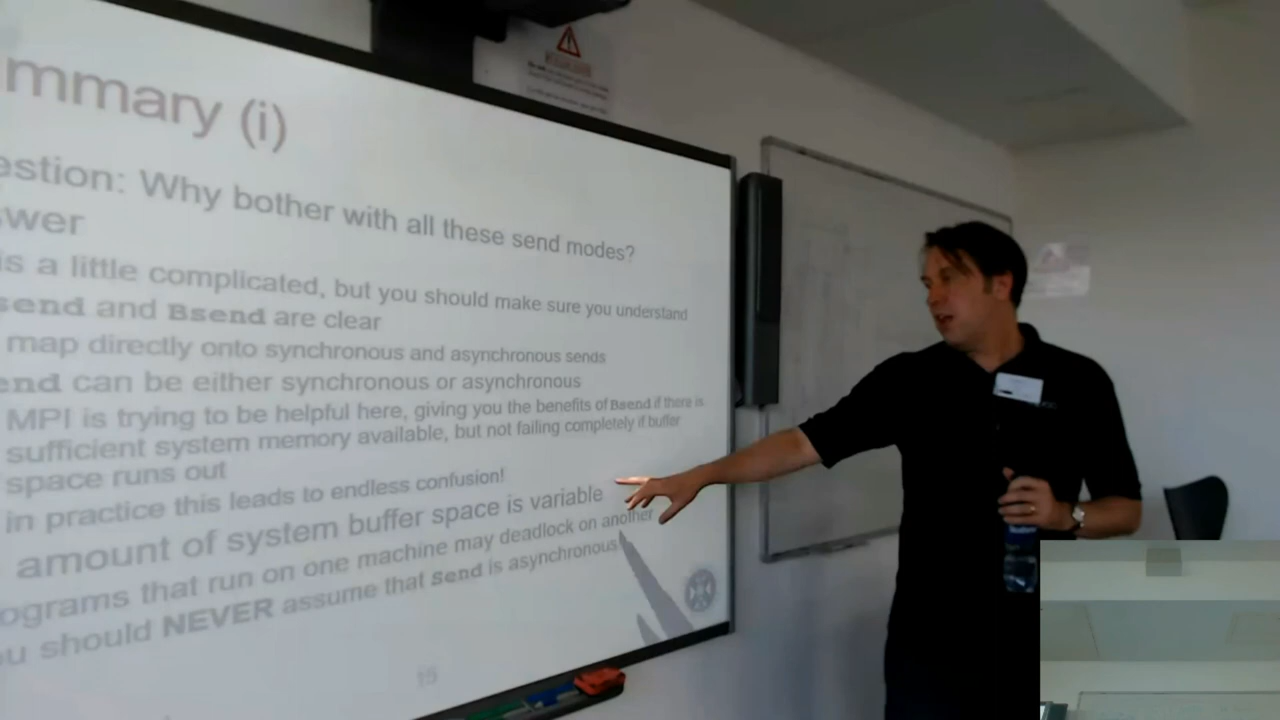 mmary (i)
estion: Why bother with all these send modes?
swer
is a little complicated, but you should make sure you understand
send and Bsend are clear
map directly onto synchronous and asynchronous sends
end can be either synchronous or asynchronous
MPI is trying to be helpful here, giving you the benefits of Bsend if there is
sufficient system memory available, but not failing completely if buffer
space runs out
in practice this leads to endless confusion!
amount of system buffer space is variable
ograms that run on one machine may deadlock on another
u should NEVER assume that Send is asynchronous
15